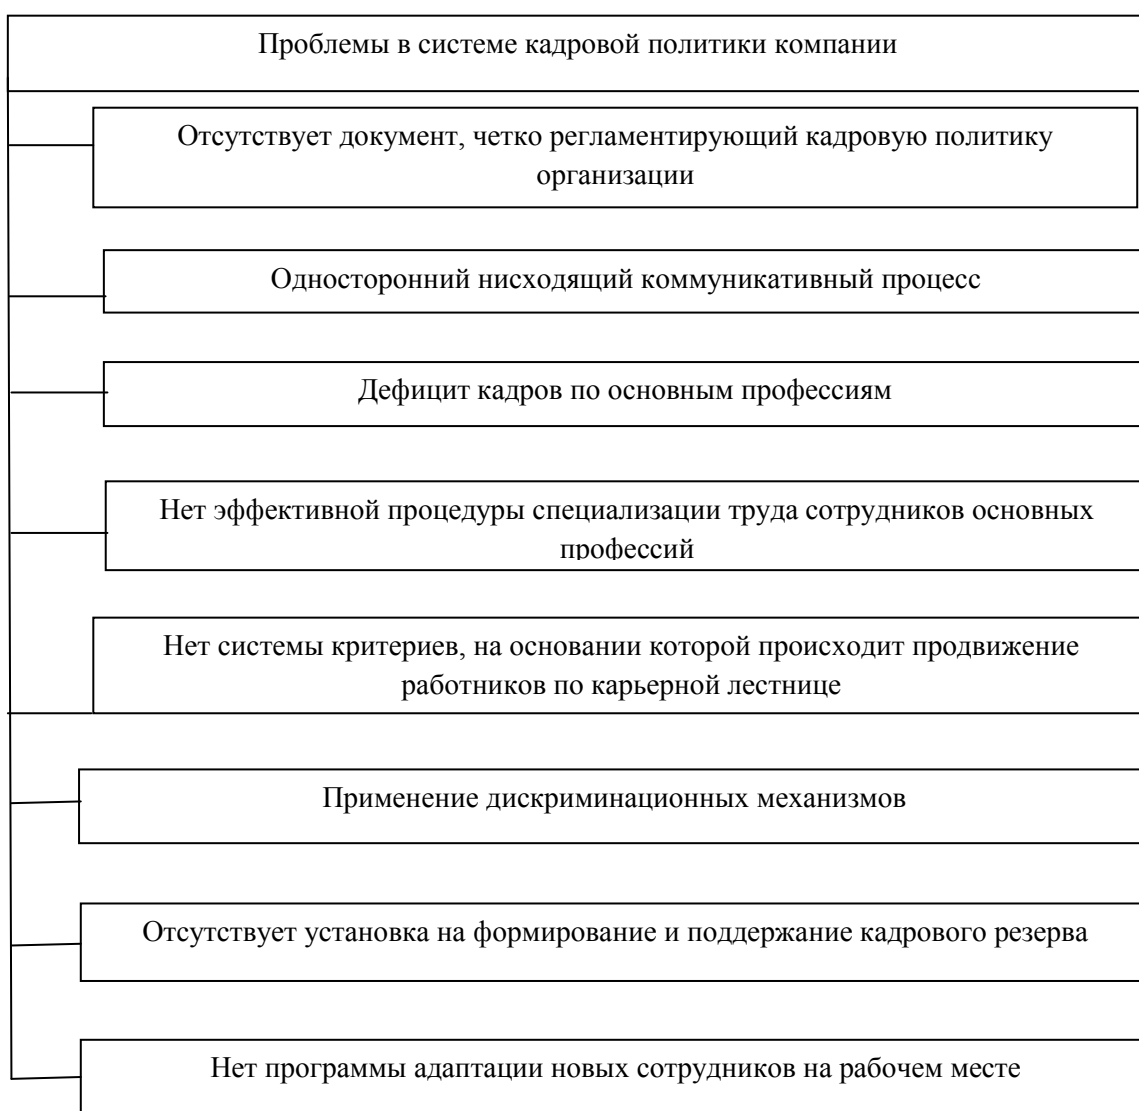 Проблемы в системе кадровой политики компании
Отсутствует документ, четко регламентирующий кадровую политику
организации
Односторонний нисходящий коммуникативный процесс
Дефицит кадров по основным профессиям
Нет эффективной процедуры специализации труда сотрудников основных
профессий
Нет системы критериев, на основании которой происходит продвижение
работников по карьерной лестнице
Применение дискриминационных механизмов
Отсутствует установка на формирование и поддержание кадрового резерва
Нет программы адаптации новых сотрудников на рабочем месте